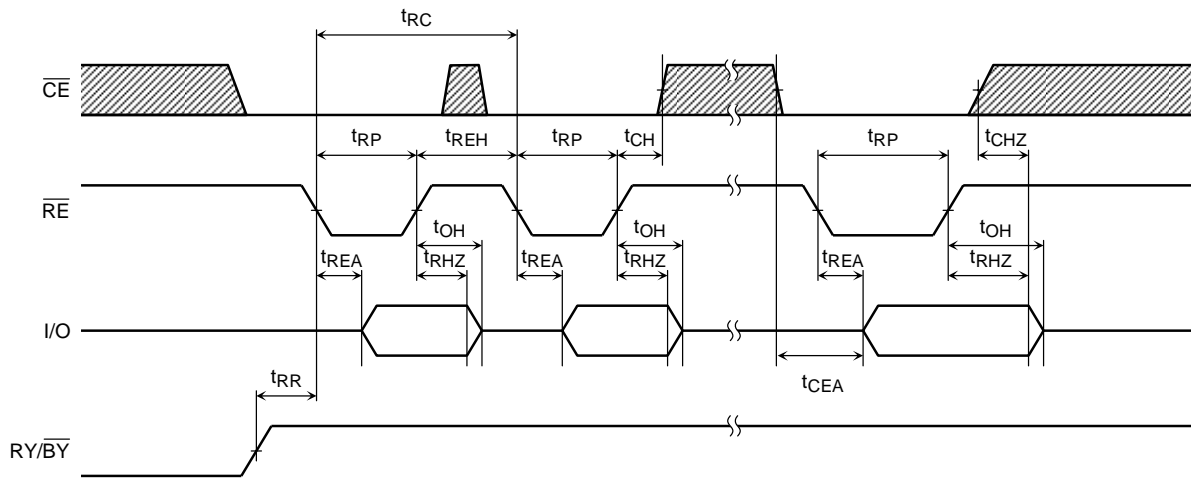 tRC
CE
tRP tREH tRP tCH tRP tCHZ
RE
tOH tOH tOH
tREA tRHZ tREA tRHZ tREA tRHZ
I/O
tRR tCEA
RY/BY